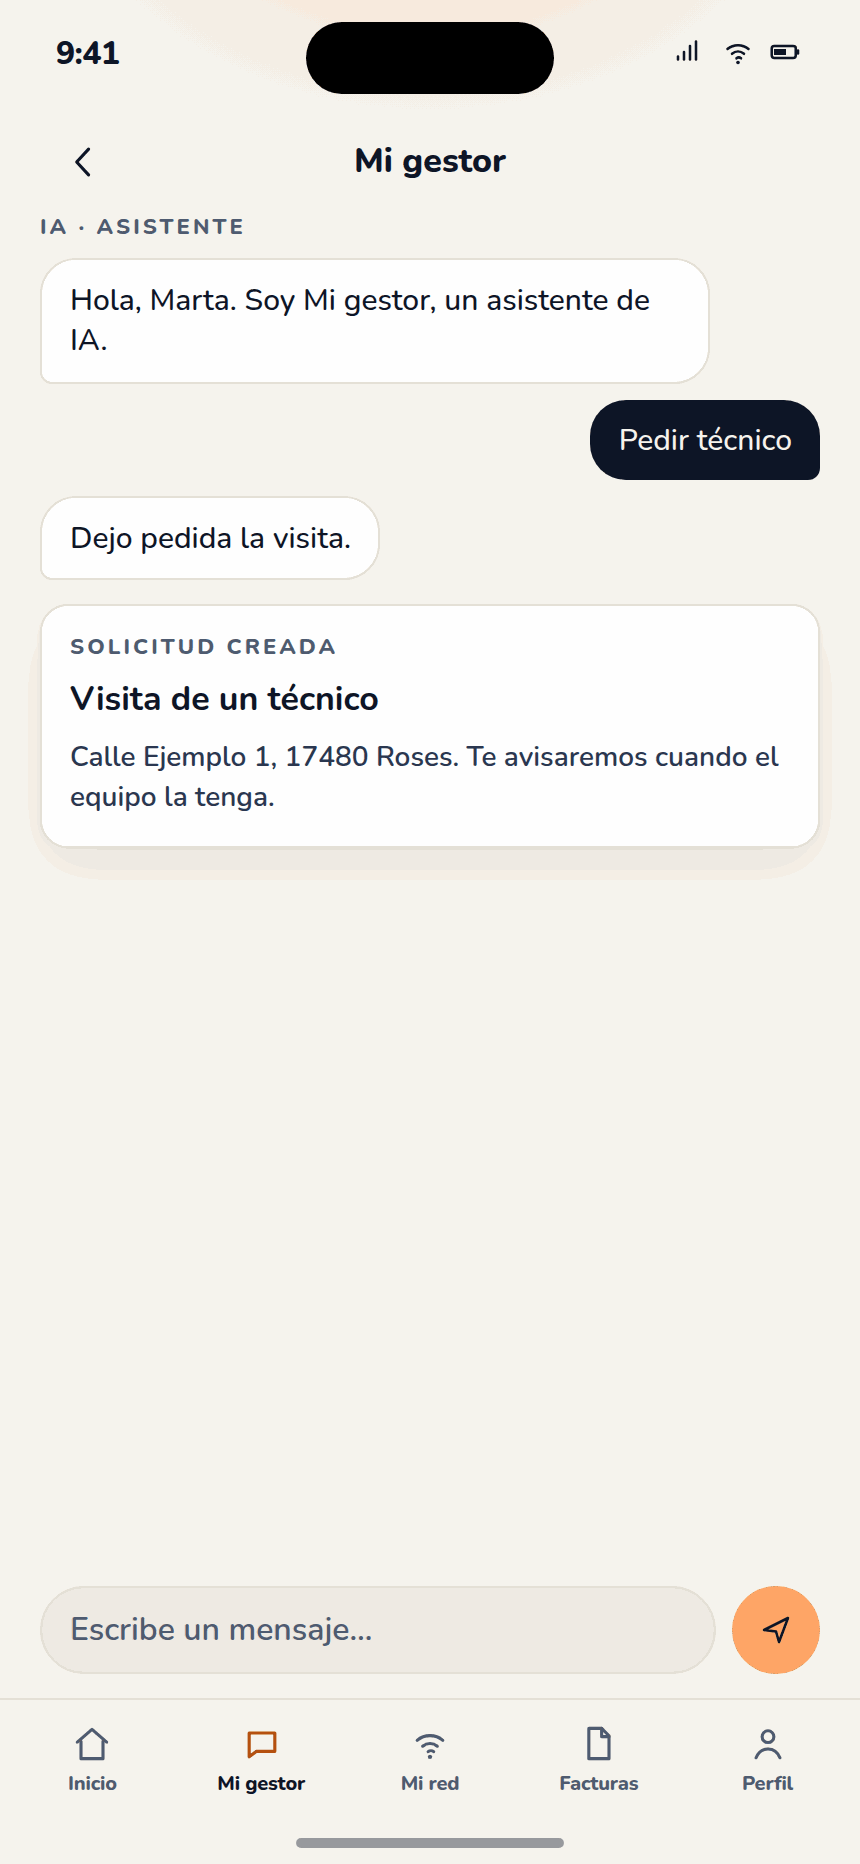 9:41
Mi gestor
IA · ASISTENTE
Hola, Marta. Soy Mi gestor, un asistente de
IA.
Pedir técnico
Dejo pedida la visita.
SOLICITUD CREADA
Visita de un técnico
Calle Ejemplo 1, 17480 Roses. Te avisaremos cuando el
equipo la tenga.
Escribe un mensaje...
Inicio
Mi gestor
Mi red
Facturas
Perfil